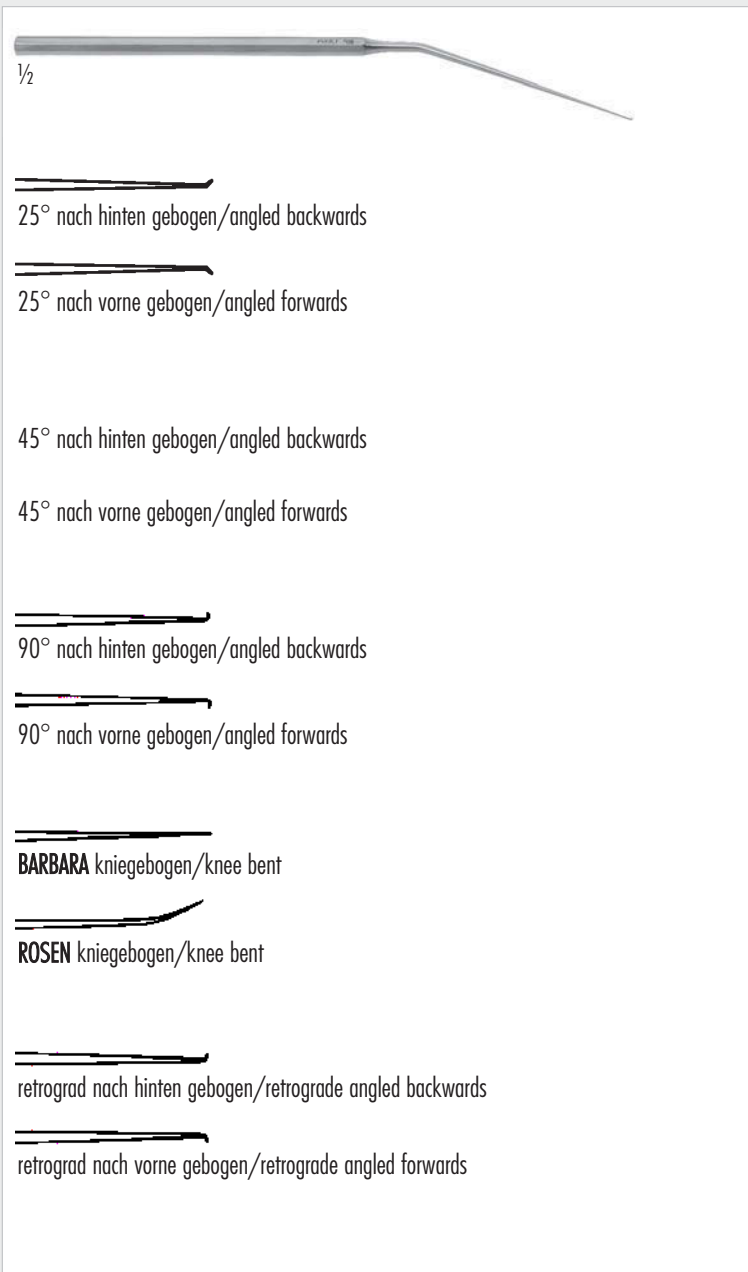 ½
25° nach hinten gebogen/angled backwards
25° nach vorne gebogen/angled forwards
45° nach hinten gebogen/angled backwards
45° nach vorne gebogen/angled forwards
90° nach hinten gebogen/angled backwards
90° nach vorne gebogen/angled forwards
BARBARA kniegebogen/knee bent
ROSEN kniegebogen/knee bent
retrograd nach hinten gebogen/retrograde angled backwards
retrograd nach vorne gebogen/retrograde angled forwards